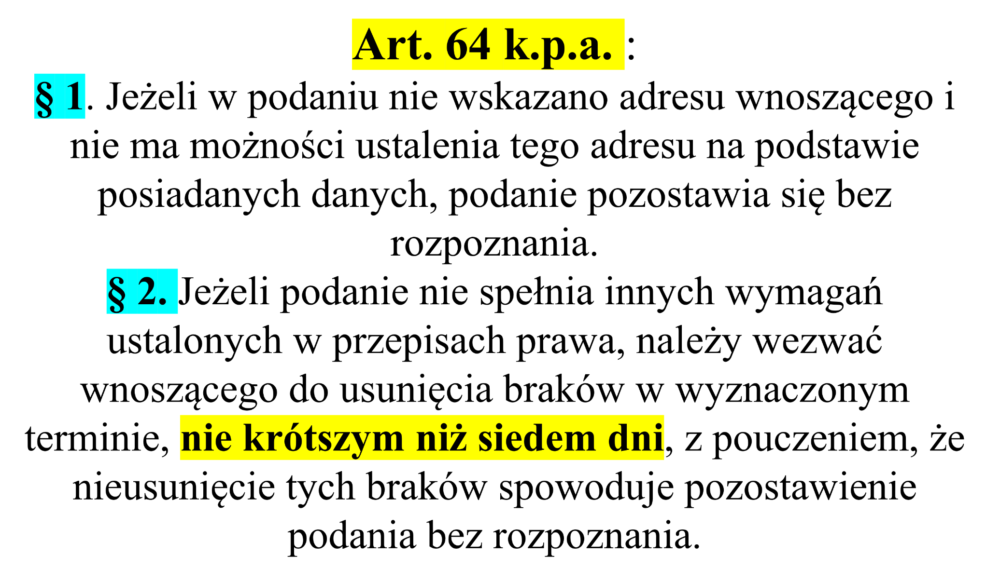 Art. 64 k.p.a. :
§ 1. Jeżeli w podaniu nie wskazano adresu wnoszącego i
nie ma możności ustalenia tego adresu na podstawie
posiadanych danych, podanie pozostawia się bez
rozpoznania.
§ 2. Jeżeli podanie nie spełnia innych wymagań
ustalonych w przepisach prawa, należy wezwać
wnoszącego do usunięcia braków w wyznaczonym
terminie, nie krótszym niż siedem dni, z pouczeniem, że
nieusunięcie tych braków spowoduje pozostawienie
podania bez rozpoznania.